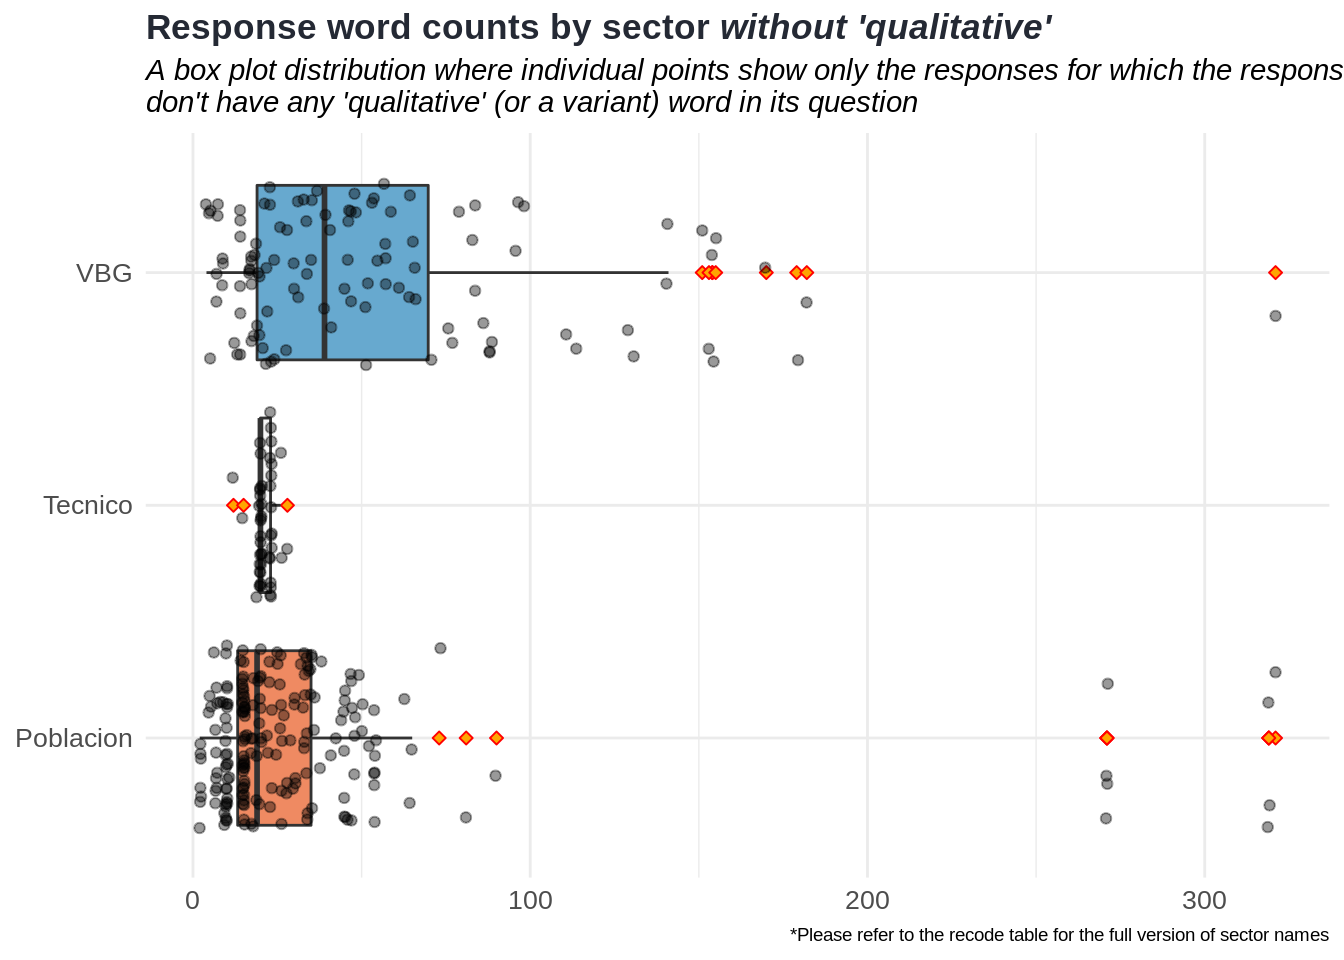 Response word counts by sector without 'qualitative'
A box plot distribution where individual points show only the responses for which the respons
don't have any 'qualitative' (or a variant) word in its question
VBG
Tecnico
Poblacion
0 100 200 300
*Please refer to the recode table for the full version of sector names